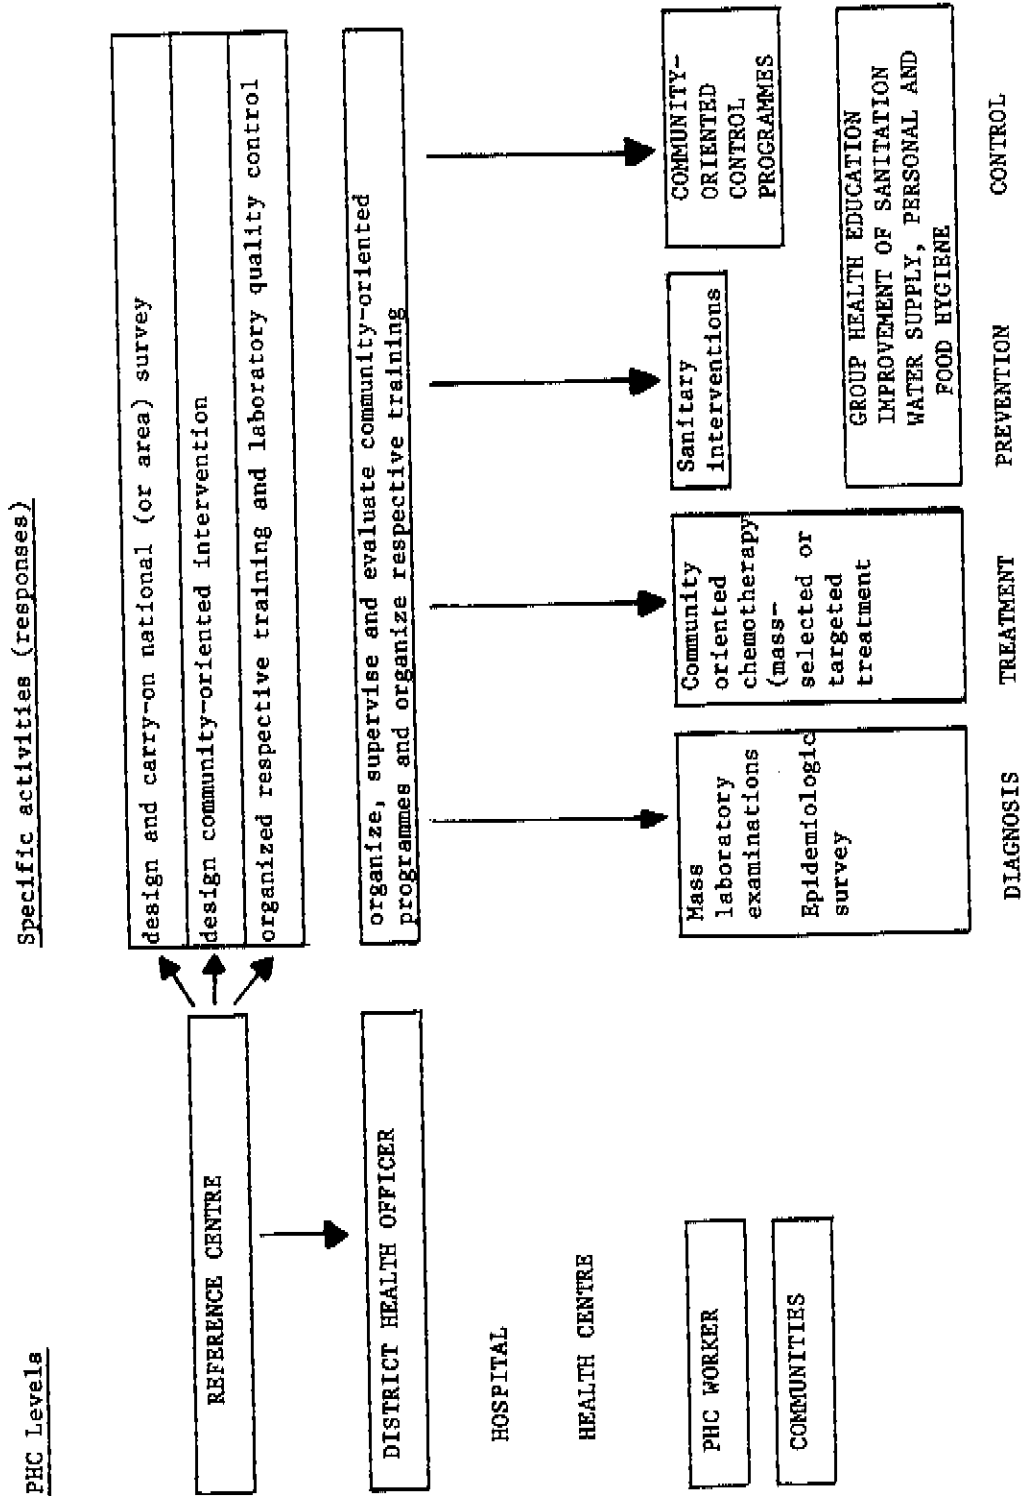 PHC Levels
Specific activities (responses)
REFERENCE CENTRE
design and carry-on national (or area) survey
design community-oriented intervention
organized respective training and laboratory quality control
DISTRICT HEALTH OFFICER
organize, supervise and evaluate community-oriented
programmes and organize respective training
HOSPITAL
HEALTH CENTRE
PHC WORKER
COMMUNITIES
Mass
laboratory
examinations
Epidemiologic
survey
Community
oriented
chemotherapy
(mass-
selected or
targeted
treatment
Sanitary
interventions
COMMUNITY-
ORIENTED
CONTROL
PROGRAMMES
GROUP HEALTH EDUCATION
IMPROVEMENT OF SANITATION
WATER SUPPLY, PERSONAL AND
FOOD HYGIENE
DIAGNOSIS
TREATMENT
PREVENTION
CONTROL